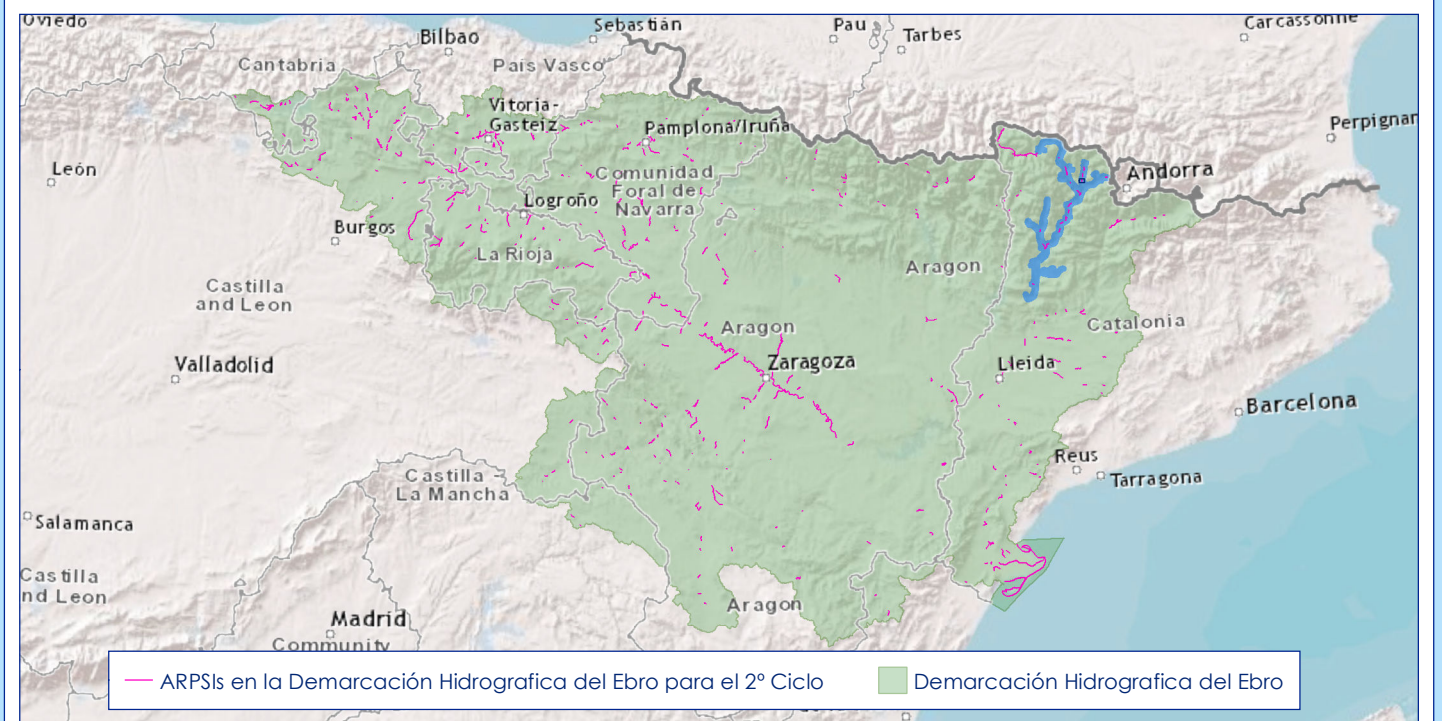 Oviedo
Sebastián
Pau
Tarbes
Carcassonne
Bilbao
Cantabria
Pais Vasco
Vitoria-
Gasteiz
Pamplona/Iruña
Perpignan
León
Comunidad
Foral de
Navarra
Andorra
Logroño
Burgos
La Rioja
Aragon
Castilla
and Leon
Catalonia
Aragon
Valladolid
Zaragoza
Lleida
Barcelona
Reus
Tarragona
Castilla
La Mancha
Salamanca
Castilla
nd Leon
Aragon
Madrid
Community
ARPSIs en la Demarcación Hidrografica del Ebro para el 2º Ciclo
Demarcación Hidrografica del Ebro